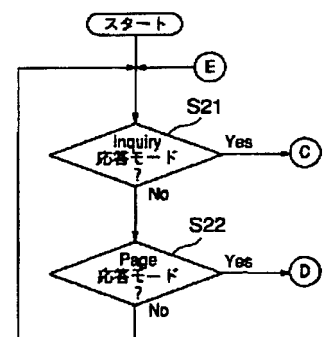 スタート
E
S21
Inquiry
応答モード
?
Yes
C
No
S22
Page
応答モード
?
Yes
D
No